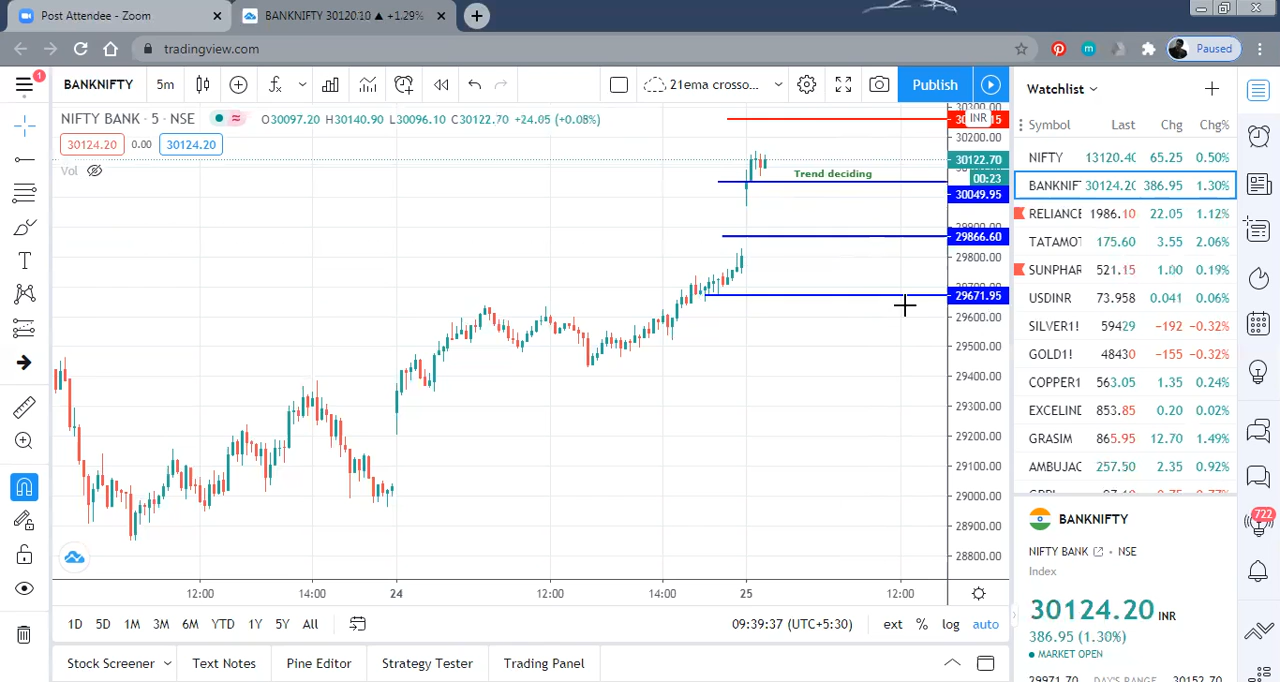 Post Attendee - Zoom
BANKNIFTY 30120.10 ▲ +1.29%
tradingview.com
Paused
1
BANKNIFTY
5m
21ema crosso...
Publish
Watchlist
NIFTY BANK · 5 · NSE
O30097.20 H30140.90 L30096.10 C30122.70 +24.05 (+0.08%)
30124.20
0.00
30124.20
Vol
INR
30200.00
30122.70
00:23
Trend deciding
30049.95
29866.60
29800.00
29671.95
29600.00
29500.00
29400.00
29300.00
29200.00
29100.00
29000.00
28900.00
28800.00
12:00
14:00
24
12:00
14:00
25
12:00
Symbol Last Chg Chg%
NIFTY 13120.40 65.25 0.50%
BANKNIF 30124.20 386.95 1.30%
RELIANCE 1986.10 22.05 1.12%
TATAMOT 175.60 3.55 2.06%
SUNPHAR 521.15 1.00 0.19%
USDINR 73.958 0.041 0.06%
SILVER1! 59429 -192 -0.32%
GOLD1! 48430 -155 -0.32%
COPPER1 563.05 1.35 0.24%
EXCELIND 853.85 0.20 0.02%
GRASIM 865.95 12.70 1.49%
AMBUJAC 257.50 2.35 0.92%
BANKNIFTY
NIFTY BANK · NSE
Index
30124.20 INR
386.95 (1.30%)
MARKET OPEN
29971.70 DAY'S RANGE 30152.70
722
1D 5D 1M 3M 6M YTD 1Y 5Y All
09:39:37 (UTC+5:30)
ext % log auto
Stock Screener
Text Notes
Pine Editor
Strategy Tester
Trading Panel